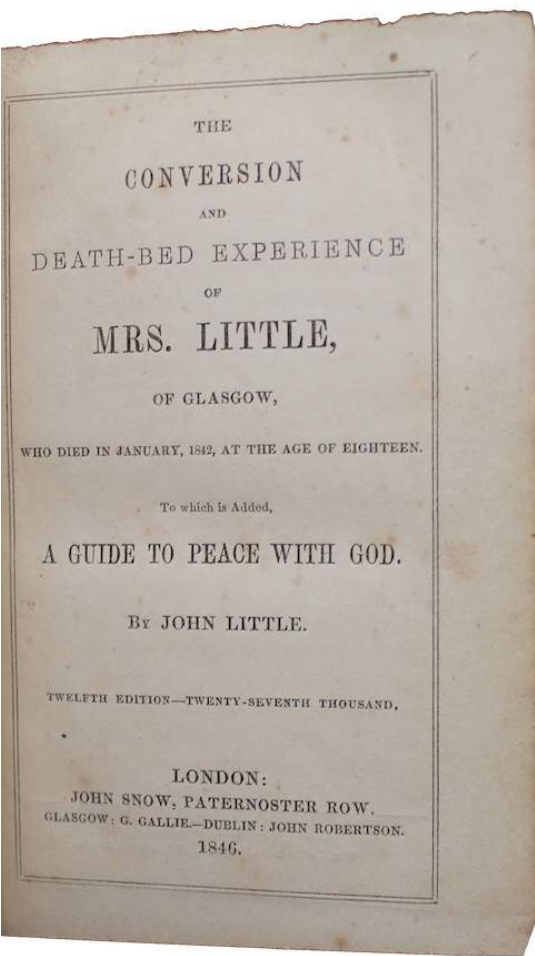 THE
CONVERSION
AND
DEATH-BED EXPERIENCE
OF
MRS. LITTLE,
OF GLASGOW,
WHO DIED IN JANUARY, 1842, AT THE AGE OF EIGHTEEN.
To which is Added,
A GUIDE TO PEACE WITH GOD.
By JOHN LITTLE.
TWELFTH EDITION—TWENTY-SEVENTH THOUSAND.
LONDON:
JOHN SNOW, PATERNOSTER ROW.
GLASGOW: G. GALLIE.—DUBLIN: JOHN ROBERTSON.
1846.